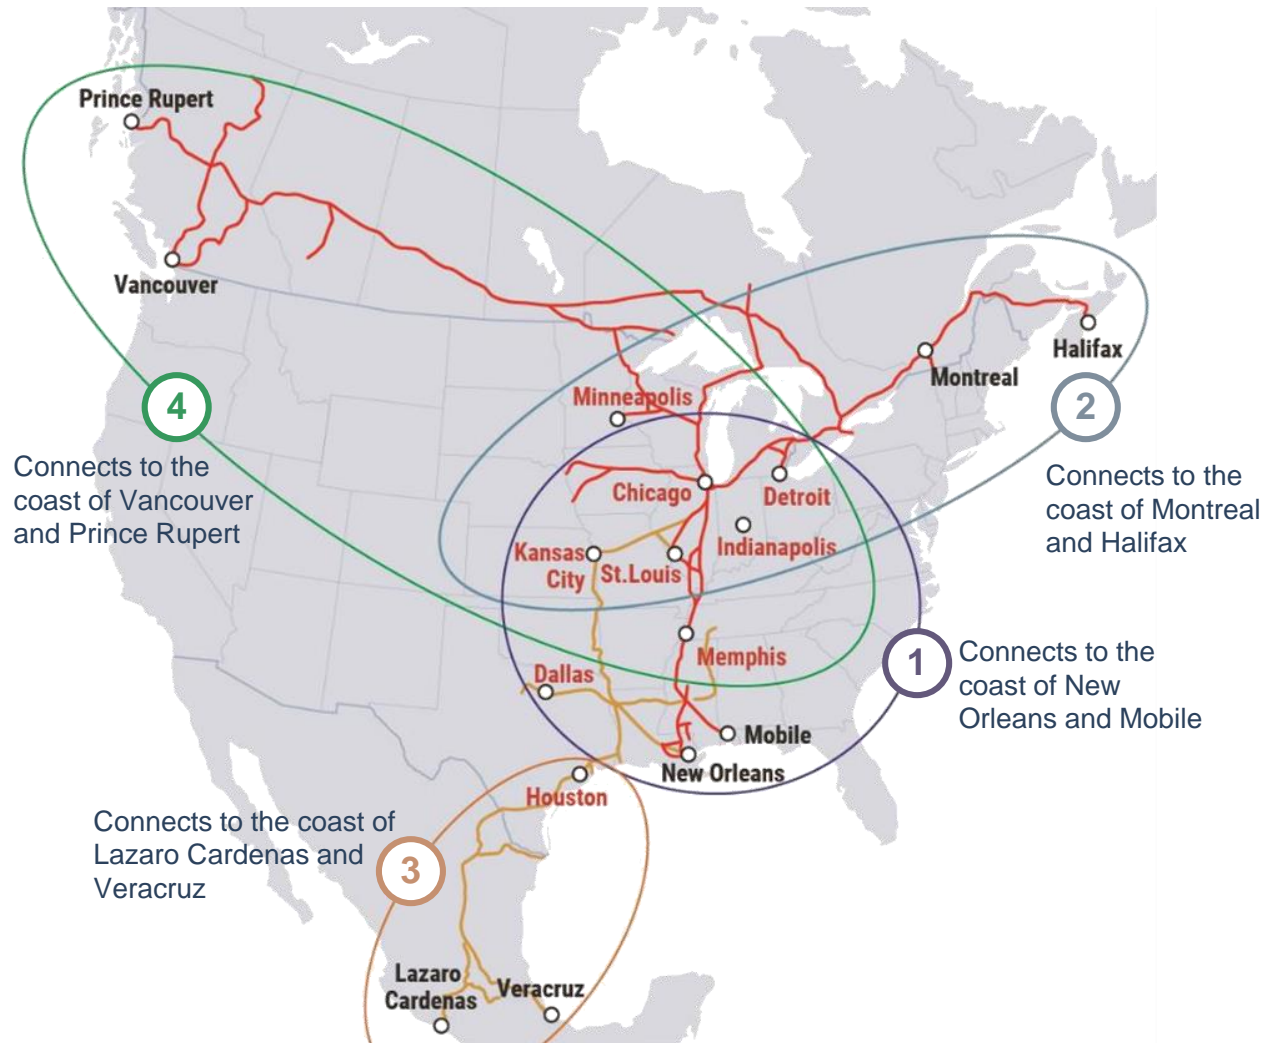 Prince Rupert
Vancouver
4
Connects to the
coast of Vancouver
and Prince Rupert
Halifax
Montreal
2
Connects to the
coast of Montreal
and Halifax
Minneapolis
Chicago
Detroit
Indianapolis
Kansas
City
St.Louis
Memphis
Dallas
1
Connects to the
coast of New
Orleans and Mobile
Mobile
New Orleans
Houston
Connects to the coast of
Lazaro Cardenas and
Veracruz
3
Lazaro
Cardenas
Veracruz